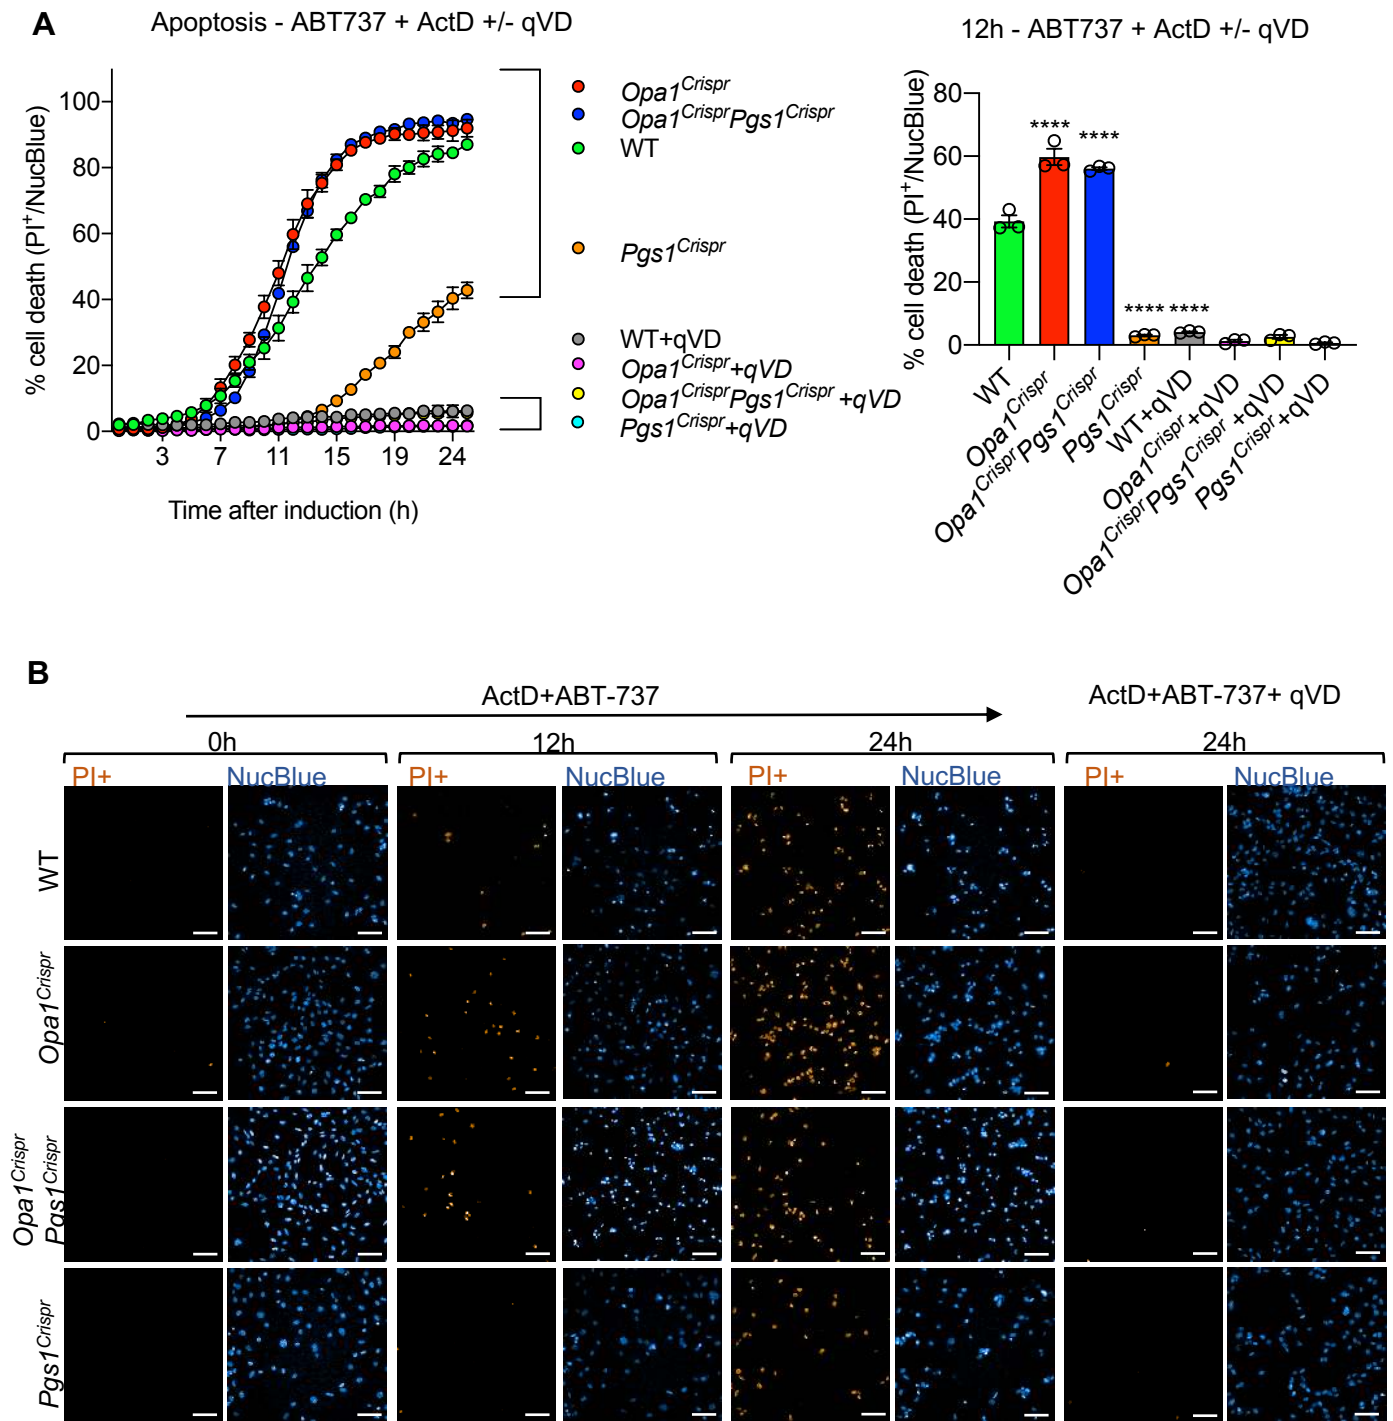 A
Apoptosis - ABT737 + ActD +/- qVD
% cell death (PI+/NucBlue)
100
80
60
40
20
0
3 7 11 15 19 24
Time after induction (h)
Opa1Crispr
Opa1CrisprPgs1Crispr
WT
Pgs1Crispr
WT+qVD
Opa1Crispr+qVD
Opa1CrisprPgs1Crispr +qVD
Pgs1Crispr+qVD
12h - ABT737 + ActD +/- qVD
% cell death (PI+/NucBlue)
80
60
40
20
0
****
****
**** ****
WT
Opa1Crispr
Opa1CrisprPgs1Crispr
Pgs1Crispr
WT+qVD
Opa1Crispr+qVD
Opa1CrisprPgs1Crispr+qVD
Pgs1Crispr+qVD
B
ActD+ABT-737
ActD+ABT-737+ qVD
0h 12h 24h 24h
PI+ NucBlue PI+ NucBlue PI+ NucBlue PI+ NucBlue
WT
Opa1Crispr
Opa1Crispr
Pgs1Crispr
Pgs1Crispr